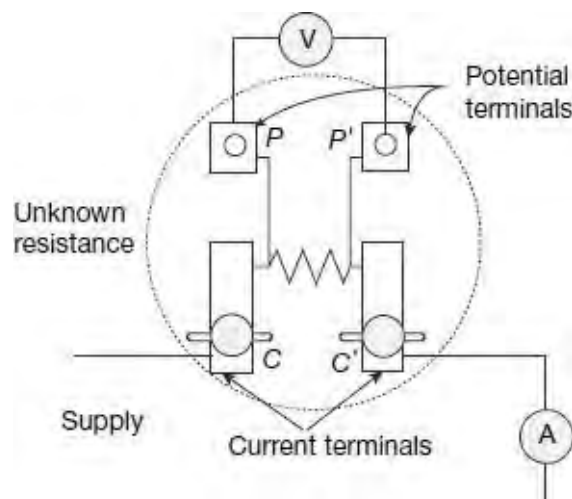 V
Potential
terminals
P
P'
Unknown
resistance
C
C'
Supply
Current terminals
A